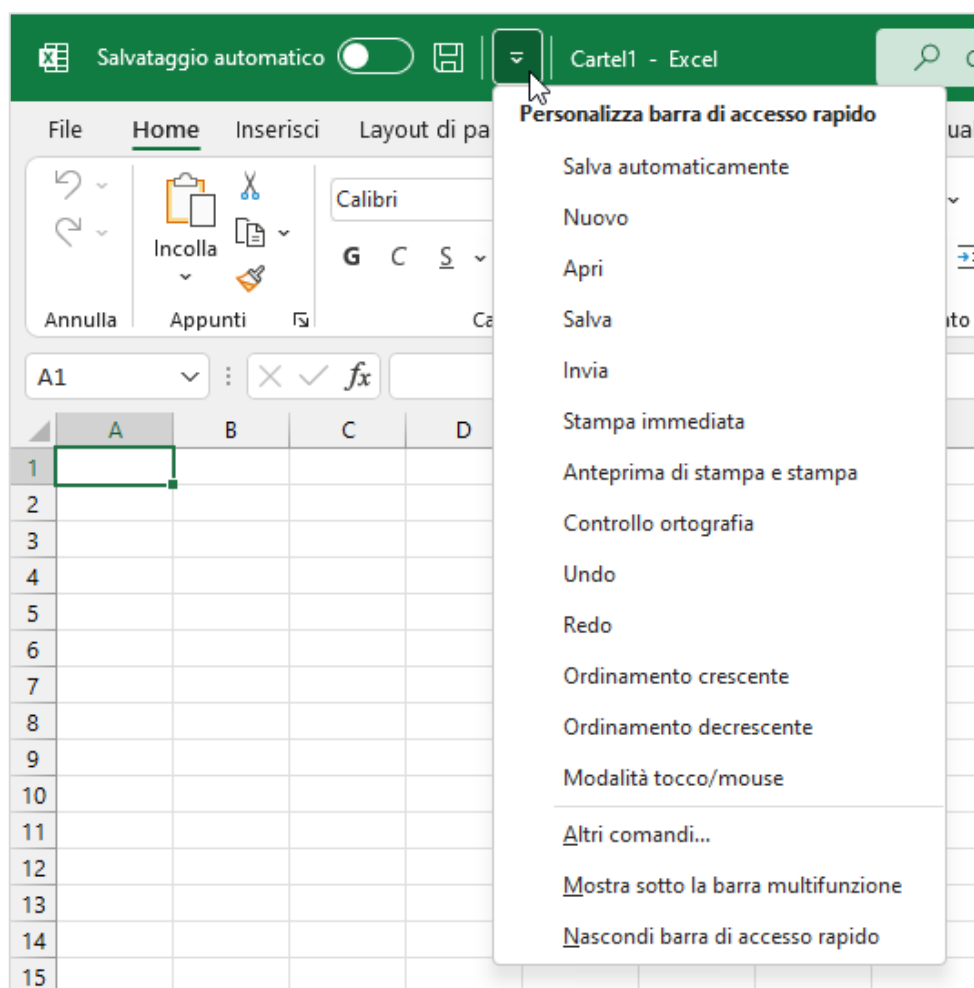 Salvataggio automatico
Cartel1 - Excel
Personalizza barra di accesso rapido
Salva automaticamente
Nuovo
Apri
Salva
Invia
Stampa immediata
Anteprima di stampa e stampa
Controllo ortografia
Undo
Redo
Ordinamento crescente
Ordinamento decrescente
Modalità tocco/mouse
Altri comandi...
Mostra sotto la barra multifunzione
Nascondi barra di accesso rapido
File Home Inserisci Layout di pa
Incolla
Calibri
G C S
Annulla Appunti
A1
fx
A B C D
1
2
3
4
5
6
7
8
9
10
11
12
13
14
15